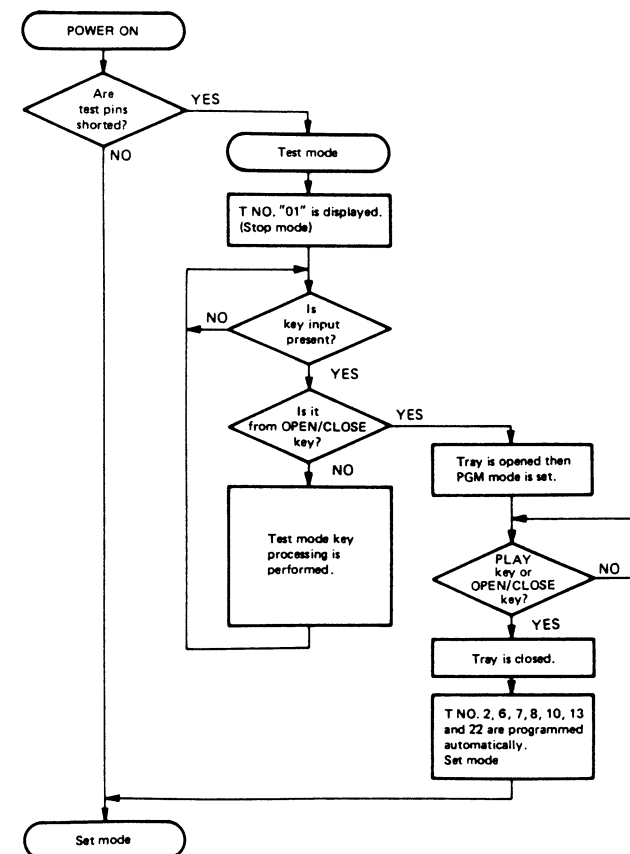 POWER ON
Are
test pins
shorted?
YES
NO
Test mode
T NO. "01" is displayed.
(Stop mode)
Is
key input
present?
NO
YES
Is it
from OPEN/CLOSE
key?
YES
NO
Tray is opened then
PGM mode is set.
Test mode key
processing is
performed.
PLAY
key or
OPEN/CLOSE
key?
NO
YES
Tray is closed.
T NO. 2, 6, 7, 8, 10, 13
and 22 are programmed
automatically.
Set mode
Set mode